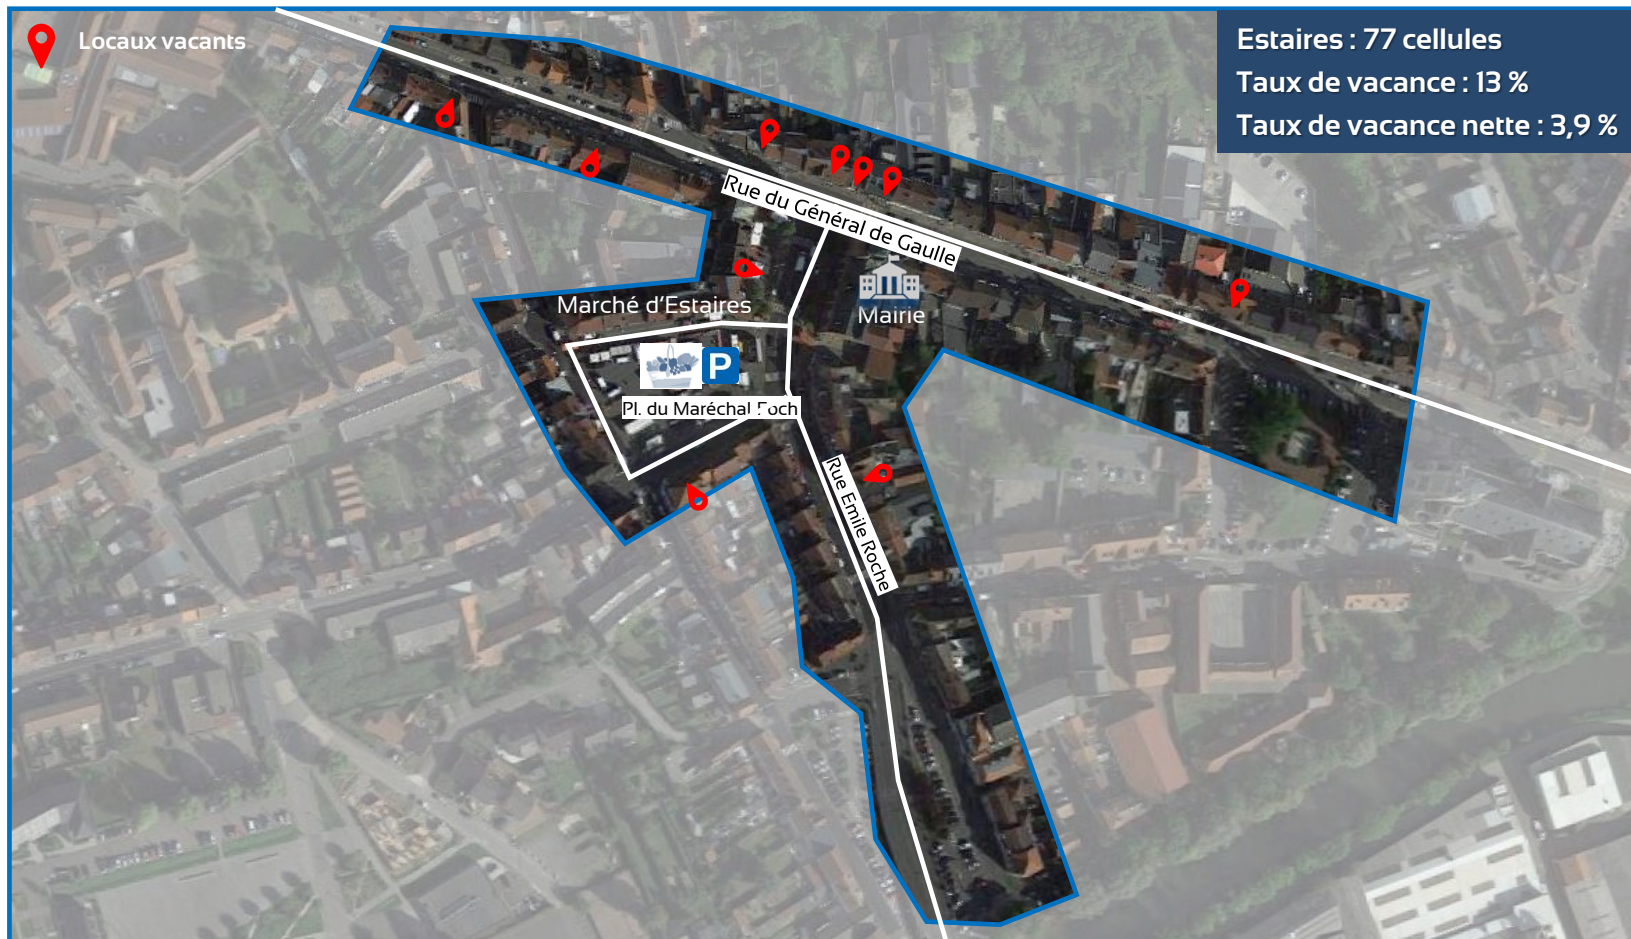 Locaux vacants
Estaires : 77 cellules
Taux de vacance : 13 %
Taux de vacance nette : 3,9 %
Rue du Général de Gaulle
Marché d'Estaires
Mairie
P
Pl. du Maréchal Foch
Rue Emile Roche